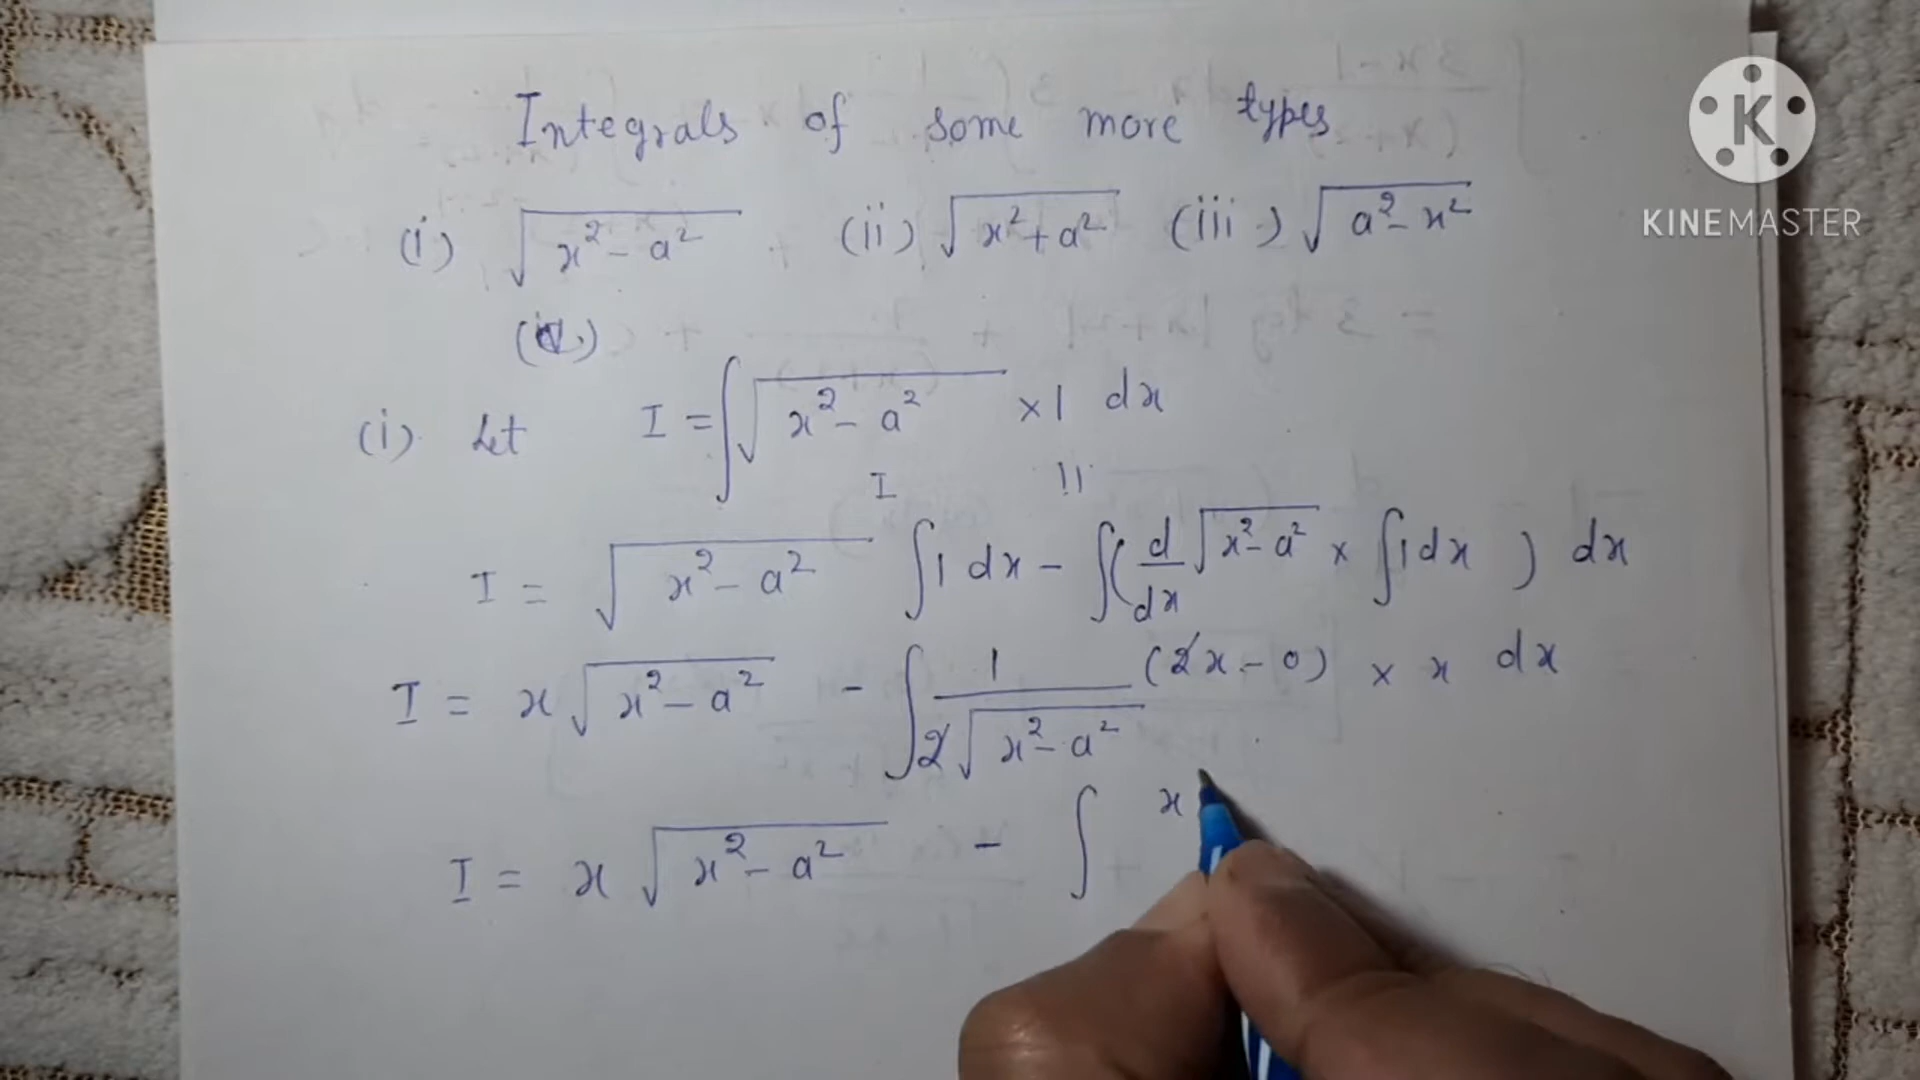 Integrals of some more types
(i) √(x² - a²) (ii) √(x² + a²) (iii) √(a² - x²)
K
KINEMASTER
(i) Let I = ∫√(x² - a²) × 1 dx
I II
I = √(x² - a²) ∫1 dx - ∫(d/dx √(x² - a²) × ∫1 dx) dx
I = x√(x² - a²) - ∫ 1/(2√(x² - a²)) (2x - 0) × x dx
I = x√(x² - a²) - ∫ x